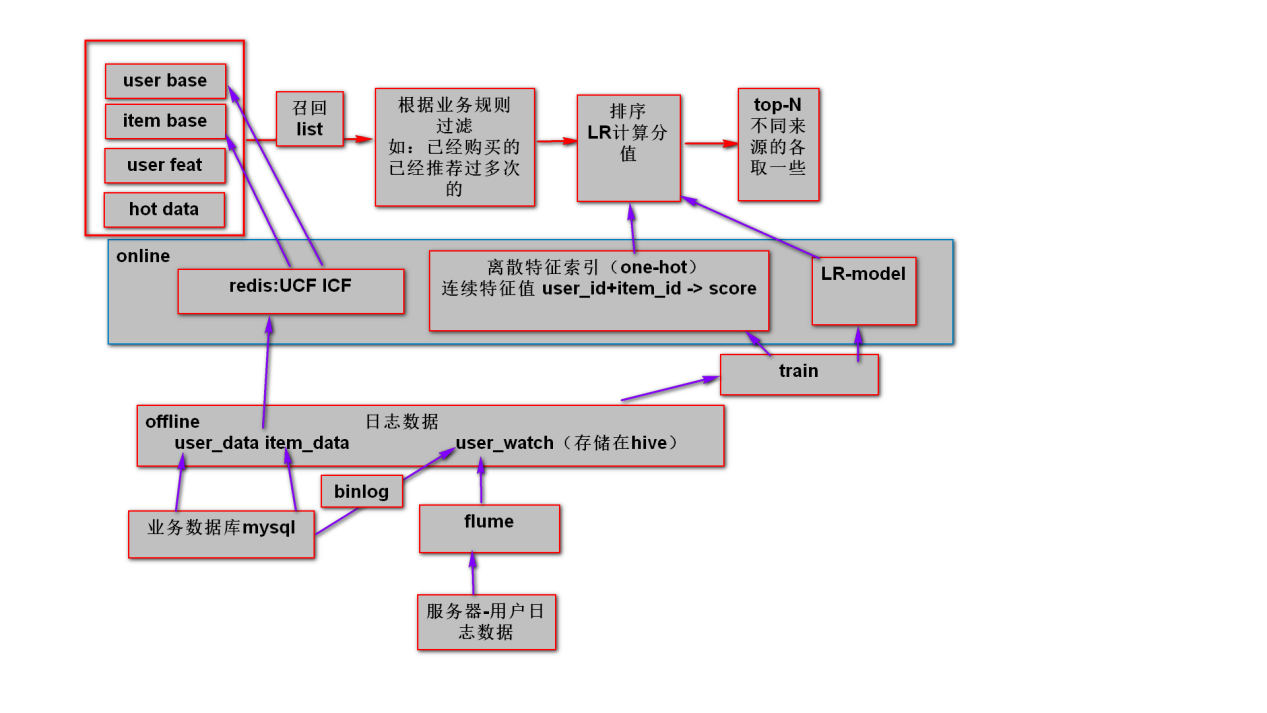 user base
item base
user feat
hot data
召回
list
根据业务规则
过滤
如：已经购买的
已经推荐过多次
的
排序
LR计算分
值
top-N
不同来
源的各
取一些
online
redis:UCF ICF
离散特征索引（one-hot）
连续特征值 user_id+item_id -> score
LR-model
train
offline
日志数据
user_data item_data
user_watch（存储在hive）
binlog
业务数据库mysql
flume
服务器-用户日
志数据